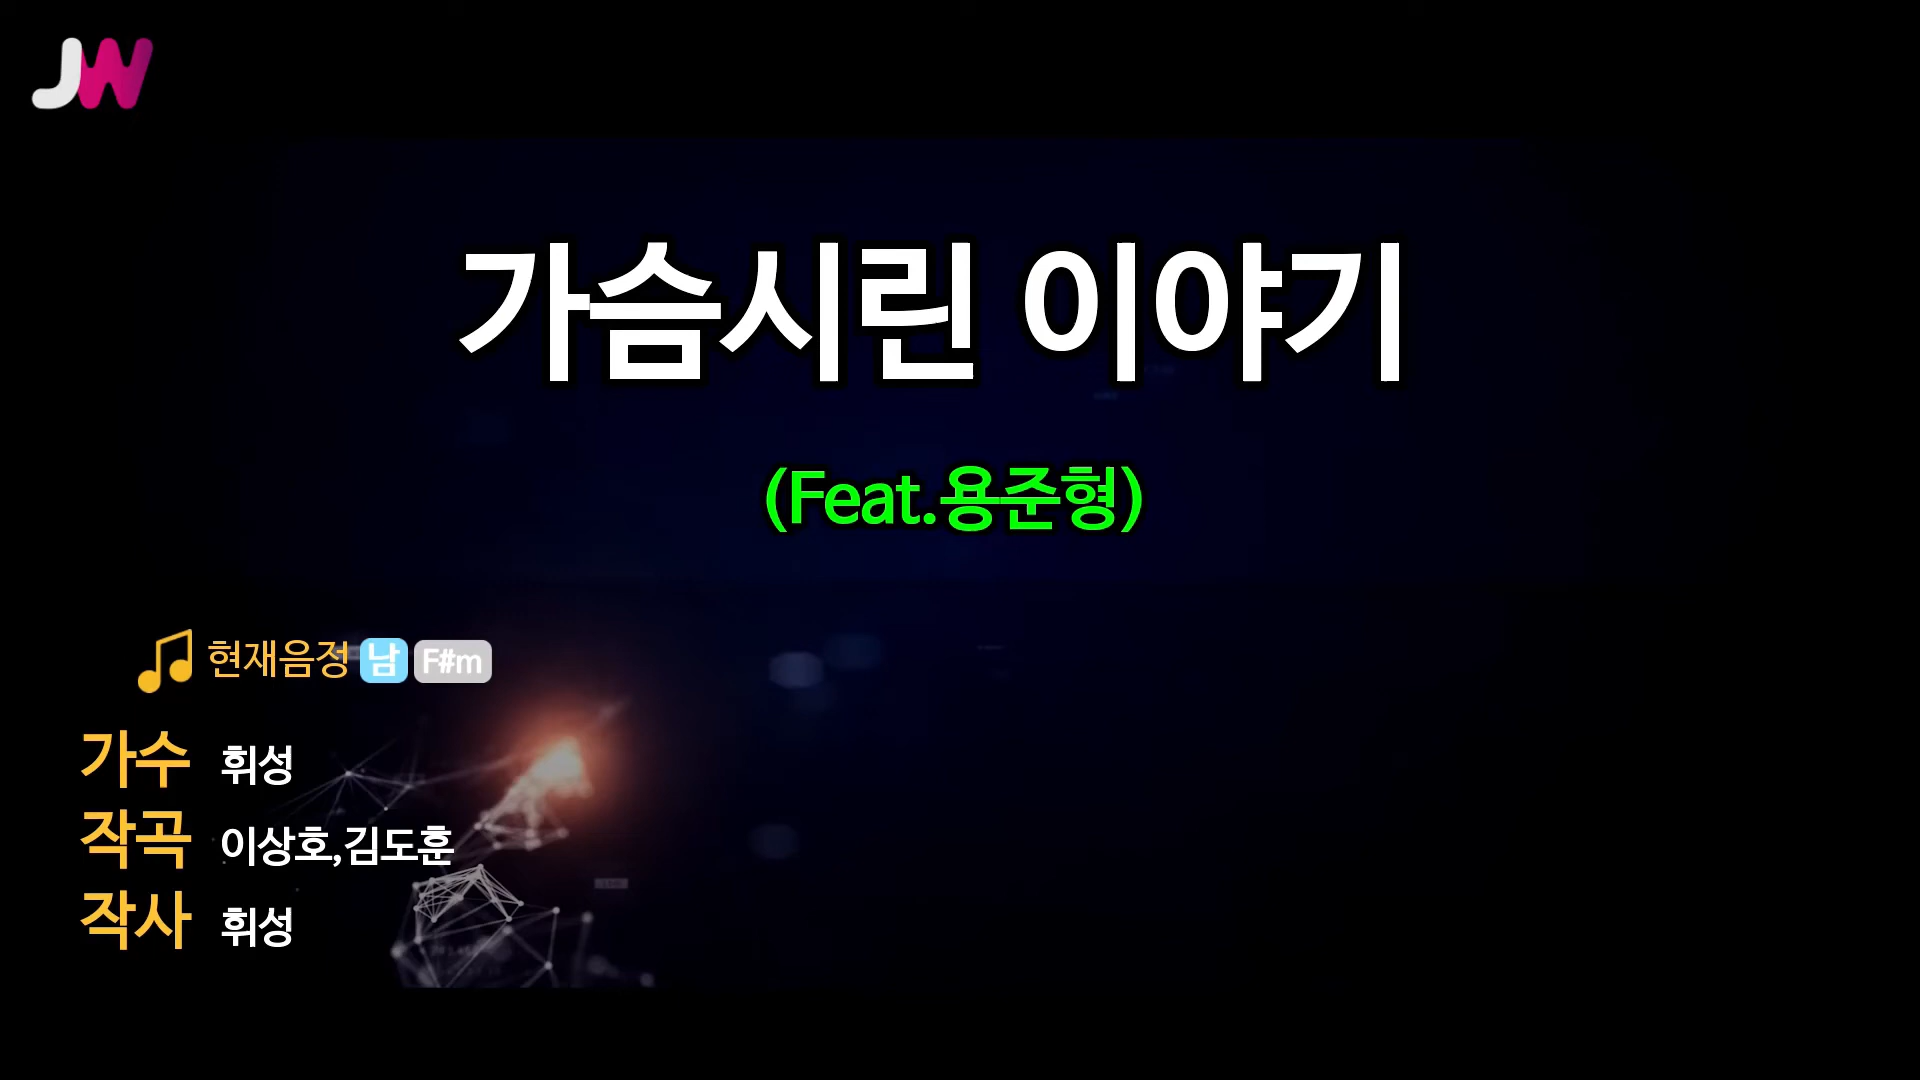 JW
가슴시린 이야기
(Feat.용준형)
현재음정 남 F#m
가수 휘성
작곡 이상호,김도훈
작사 휘성